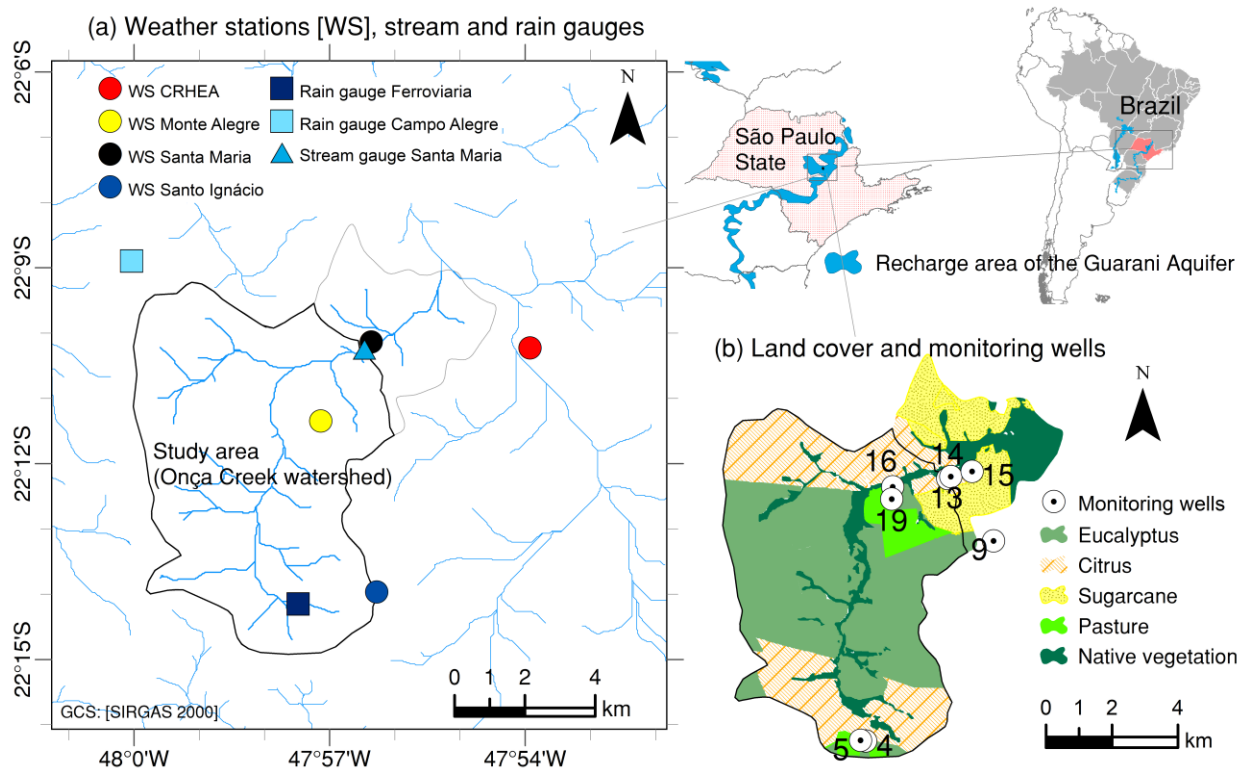 (a) Weather stations [WS], stream and rain gauges
22°6'S
22°9'S
22°12'S
22°15'S
WS CRHEA
WS Monte Alegre
WS Santa Maria
WS Santo Ignácio
Rain gauge Ferroviaria
Rain gauge Campo Alegre
Stream gauge Santa Maria
N
Study area
(Onça Creek watershed)
GCS: [SIRGAS 2000]
0 1 2 4
km
48°0'W
47°57'W
47°54'W
São Paulo
State
Brazil
Recharge area of the Guarani Aquifer
(b) Land cover and monitoring wells
N
16
14
15
13
19
9
5
4
Monitoring wells
Eucalyptus
Citrus
Sugarcane
Pasture
Native vegetation
0 1 2 4
km